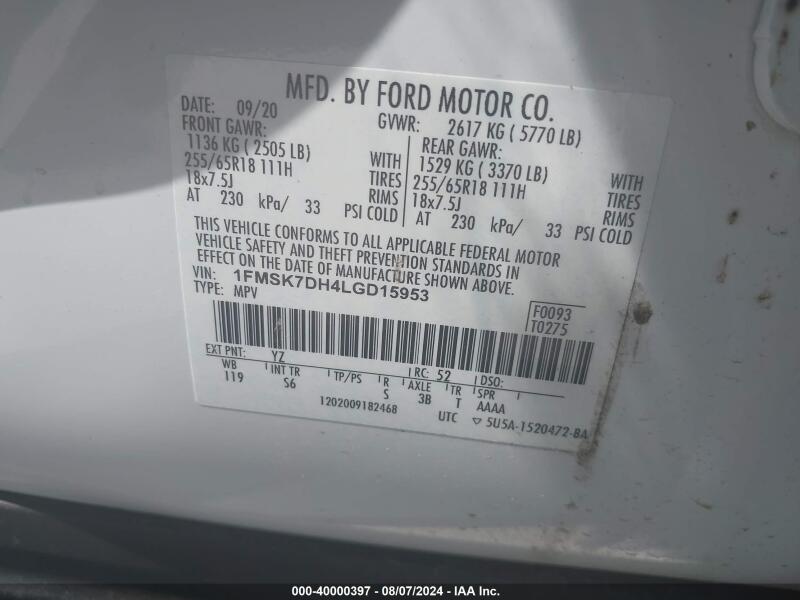 MFD. BY FORD MOTOR CO.
DATE: 09/20 GVWR: 2617 KG ( 5770 LB)
FRONT GAWR: REAR GAWR:
1136 KG ( 2505 LB) WITH 1529 KG ( 3370 LB) WITH
255/65R18 111H TIRES 255/65R18 111H TIRES
18x7.5J RIMS 18x7.5J RIMS
AT 230 kPa/ 33 PSI COLD AT 230 kPa/ 33 PSI COLD
THIS VEHICLE CONFORMS TO ALL APPLICABLE FEDERAL MOTOR
VEHICLE SAFETY AND THEFT PREVENTION STANDARDS IN
EFFECT ON THE DATE OF MANUFACTURE SHOWN ABOVE.
VIN: 1FMSK7DH4LGD15953
TYPE: MPV
F0093
T0275
EXT PNT: YZ RC: 52 DSO:
WB INT TR TP/PS R AXLE TR SPR
119 S6 S 3B T AAAA
1202009182468 UTC ▽ 5U5A-1520472-BA
000-40000397 - 08/07/2024 - IAA Inc.